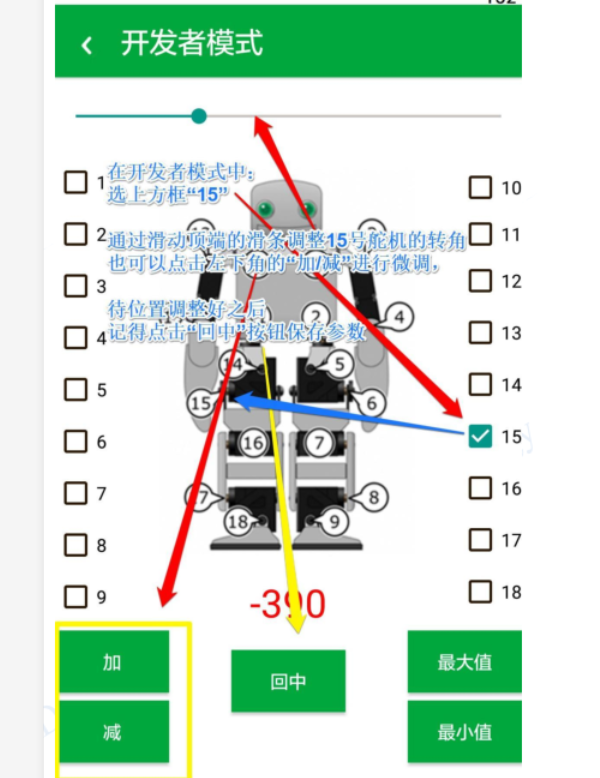 开发者模式
在开发者模式中：
选上方框“15”
通过滑动顶端的滑条调整15号舵机的转角
也可以点击左下角的“加/减”进行微调，
待位置调整好之后
记得点击“回中”按钮保存参数
1
2
3
4
5
6
7
8
9
10
11
12
13
14
15
16
17
18
2
4
14
5
15
6
16
7
8
18
9
-390
加
减
回中
最大值
最小值